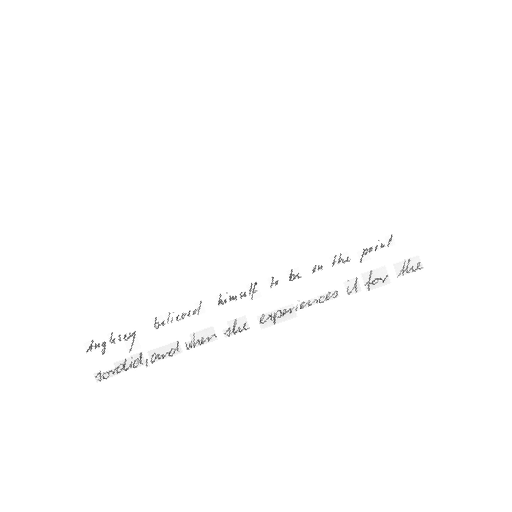 Anglesey believed himself to be on the point
sordid, and when she experiences it for the